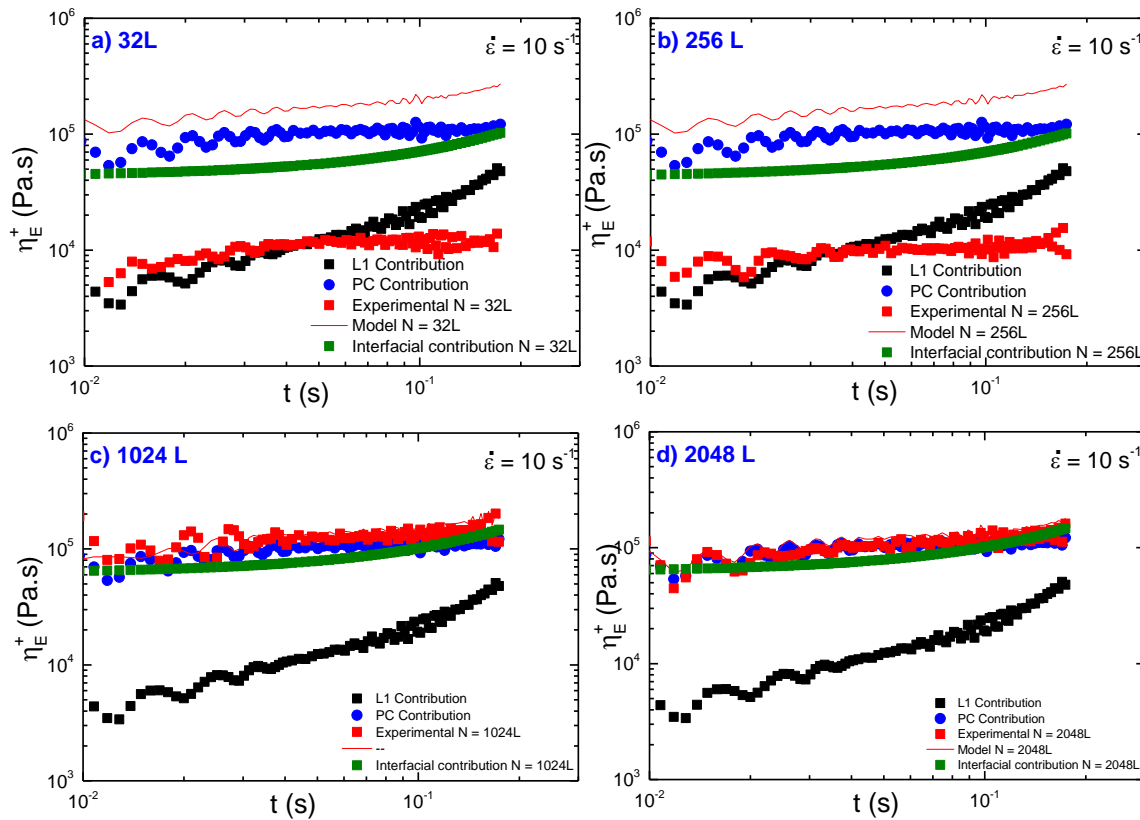 a) 32L
ε̇ = 10 s⁻¹
10⁶
10⁵
10⁴
10³
η_E⁺ (Pa.s)
L1 Contribution
PC Contribution
Experimental N = 32L
Model N = 32L
Interfacial contribution N = 32L
10⁻²
10⁻¹
t (s)
b) 256 L
ε̇ = 10 s⁻¹
10⁶
10⁵
10⁴
10³
η_E⁺ (Pa.s)
L1 Contribution
PC Contribution
Experimental N = 256L
Model N = 256L
Interfacial contribution N = 256L
10⁻²
10⁻¹
t (s)
c) 1024 L
ε̇ = 10 s⁻¹
10⁶
10⁵
10⁴
10³
η_E⁺ (Pa.s)
L1 Contribution
PC Contribution
Experimental N = 1024L
--
Interfacial contribution N = 1024L
10⁻²
10⁻¹
t (s)
d) 2048 L
ε̇ = 10 s⁻¹
10⁶
10⁵
10⁴
10³
η_E⁺ (Pa.s)
L1 Contribution
PC Contribution
Experimental N = 2048L
Model N = 2048L
Interfacial contribution N = 2048L
10⁻²
10⁻¹
t (s)